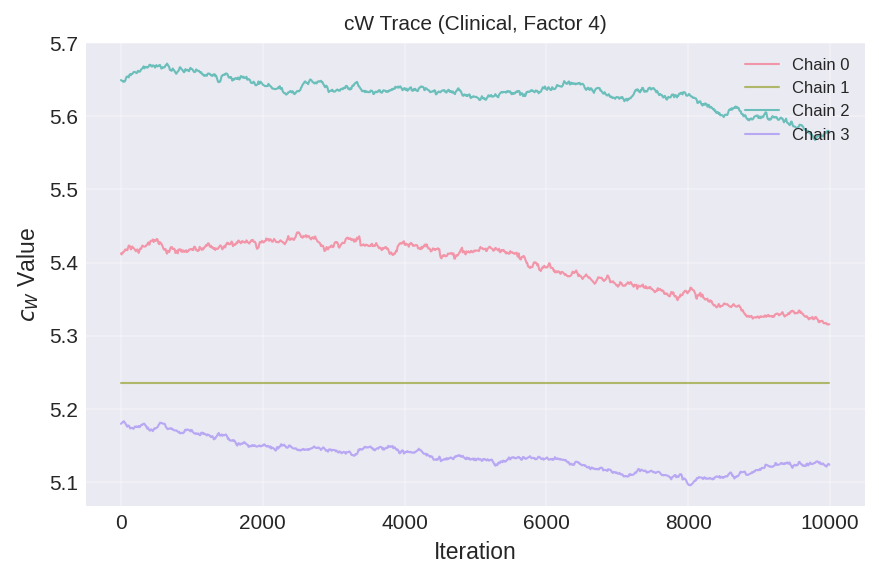 cW Trace (Clinical, Factor 4)
5.7
5.6
5.5
5.4
5.3
5.2
5.1
c_W Value
Chain 0
Chain 1
Chain 2
Chain 3
0 2000 4000 6000 8000 10000
Iteration